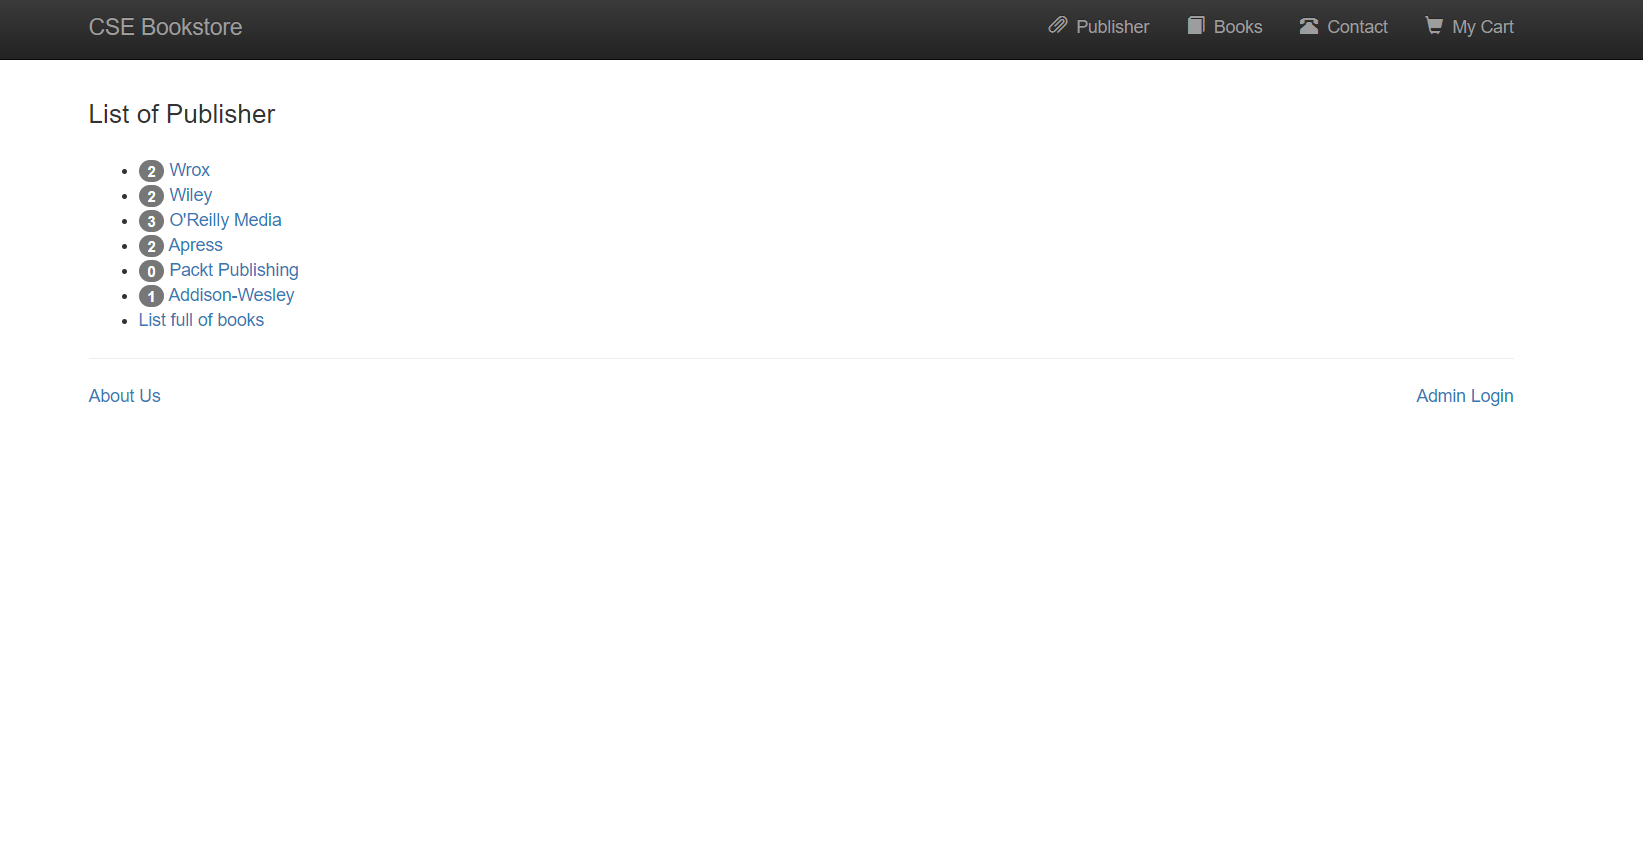 CSE Bookstore Publisher Books Contact My Cart
List of Publisher
2 Wrox
2 Wiley
3 O'Reilly Media
2 Apress
0 Packt Publishing
1 Addison-Wesley
List full of books
About Us Admin Login